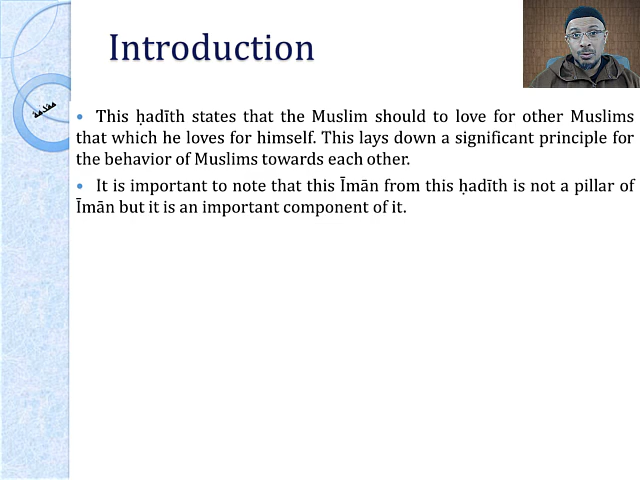 Introduction
مقدمة
• This ḥadīth states that the Muslim should to love for other Muslims
that which he loves for himself. This lays down a significant principle for
the behavior of Muslims towards each other.
• It is important to note that this Īmān from this ḥadīth is not a pillar of
Īmān but it is an important component of it.